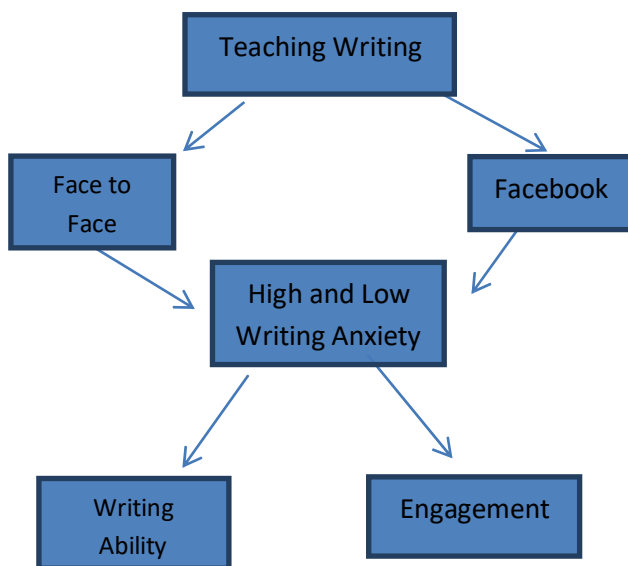 Teaching Writing
Face to
Face
Facebook
High and Low
Writing Anxiety
Writing
Ability
Engagement